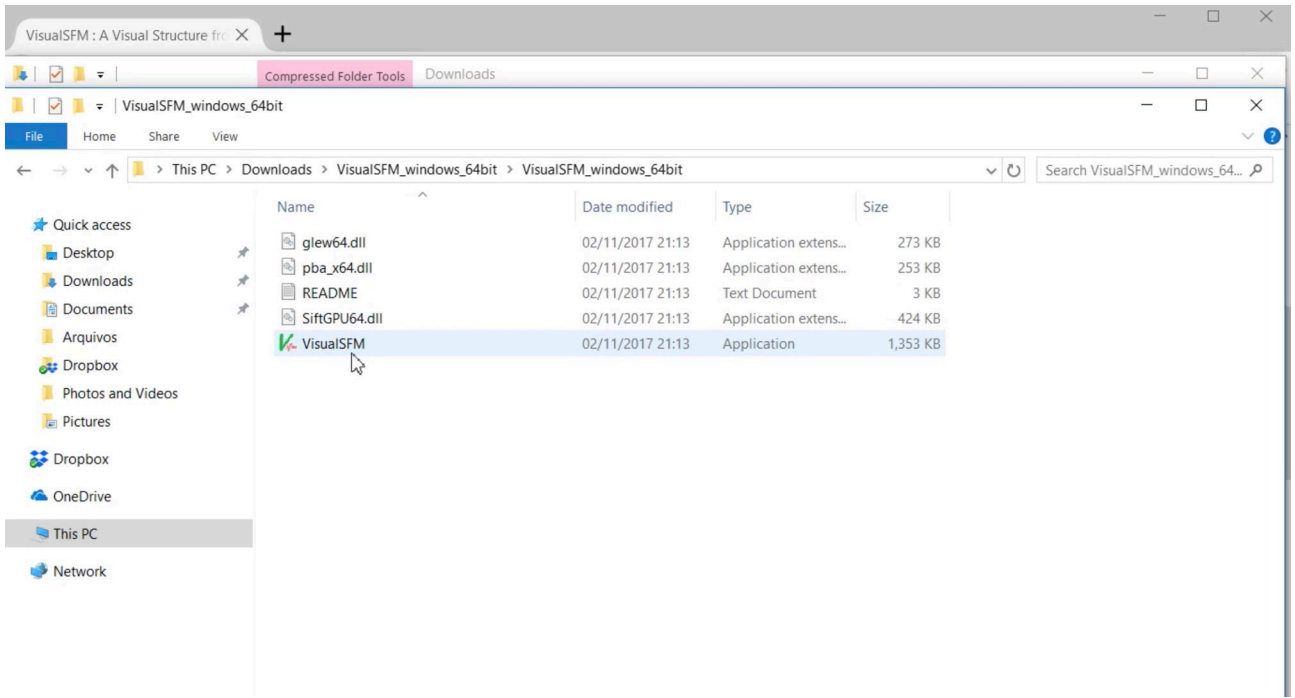 VisualSFM : A Visual Structure fro
Compressed Folder Tools Downloads
VisualSFM_windows_64bit
File Home Share View
This PC > Downloads > VisualSFM_windows_64bit > VisualSFM_windows_64bit
Search VisualSFM_windows_64...
Name Date modified Type Size
Quick access
Desktop
Downloads
Documents
Arquivos
Dropbox
Photos and Videos
Pictures
Dropbox
OneDrive
This PC
Network
glew64.dll 02/11/2017 21:13 Application extens... 273 KB
pba_x64.dll 02/11/2017 21:13 Application extens... 253 KB
README 02/11/2017 21:13 Text Document 3 KB
SiftGPU64.dll 02/11/2017 21:13 Application extens... 424 KB
VisualSFM 02/11/2017 21:13 Application 1,353 KB